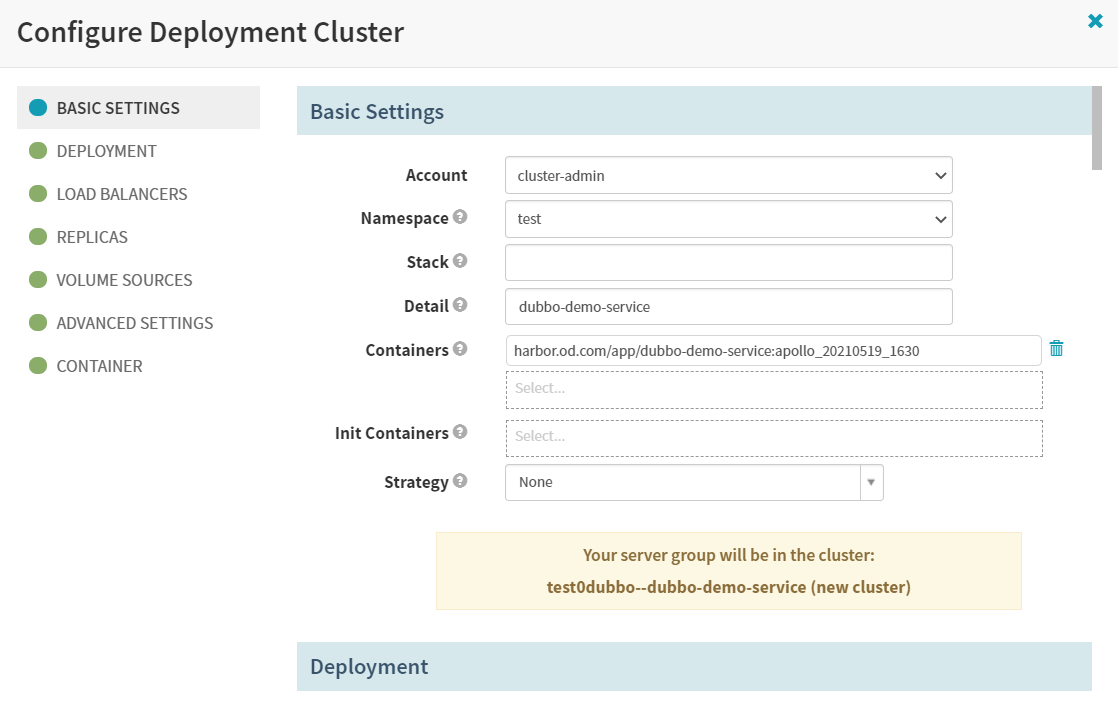 Configure Deployment Cluster
BASIC SETTINGS
DEPLOYMENT
LOAD BALANCERS
REPLICAS
VOLUME SOURCES
ADVANCED SETTINGS
CONTAINER
Basic Settings
Account cluster-admin
Namespace test
Stack
Detail dubbo-demo-service
Containers harbor.od.com/app/dubbo-demo-service:apollo_20210519_1630
Select...
Init Containers Select...
Strategy None
Your server group will be in the cluster:
test0dubbo--dubbo-demo-service (new cluster)
Deployment